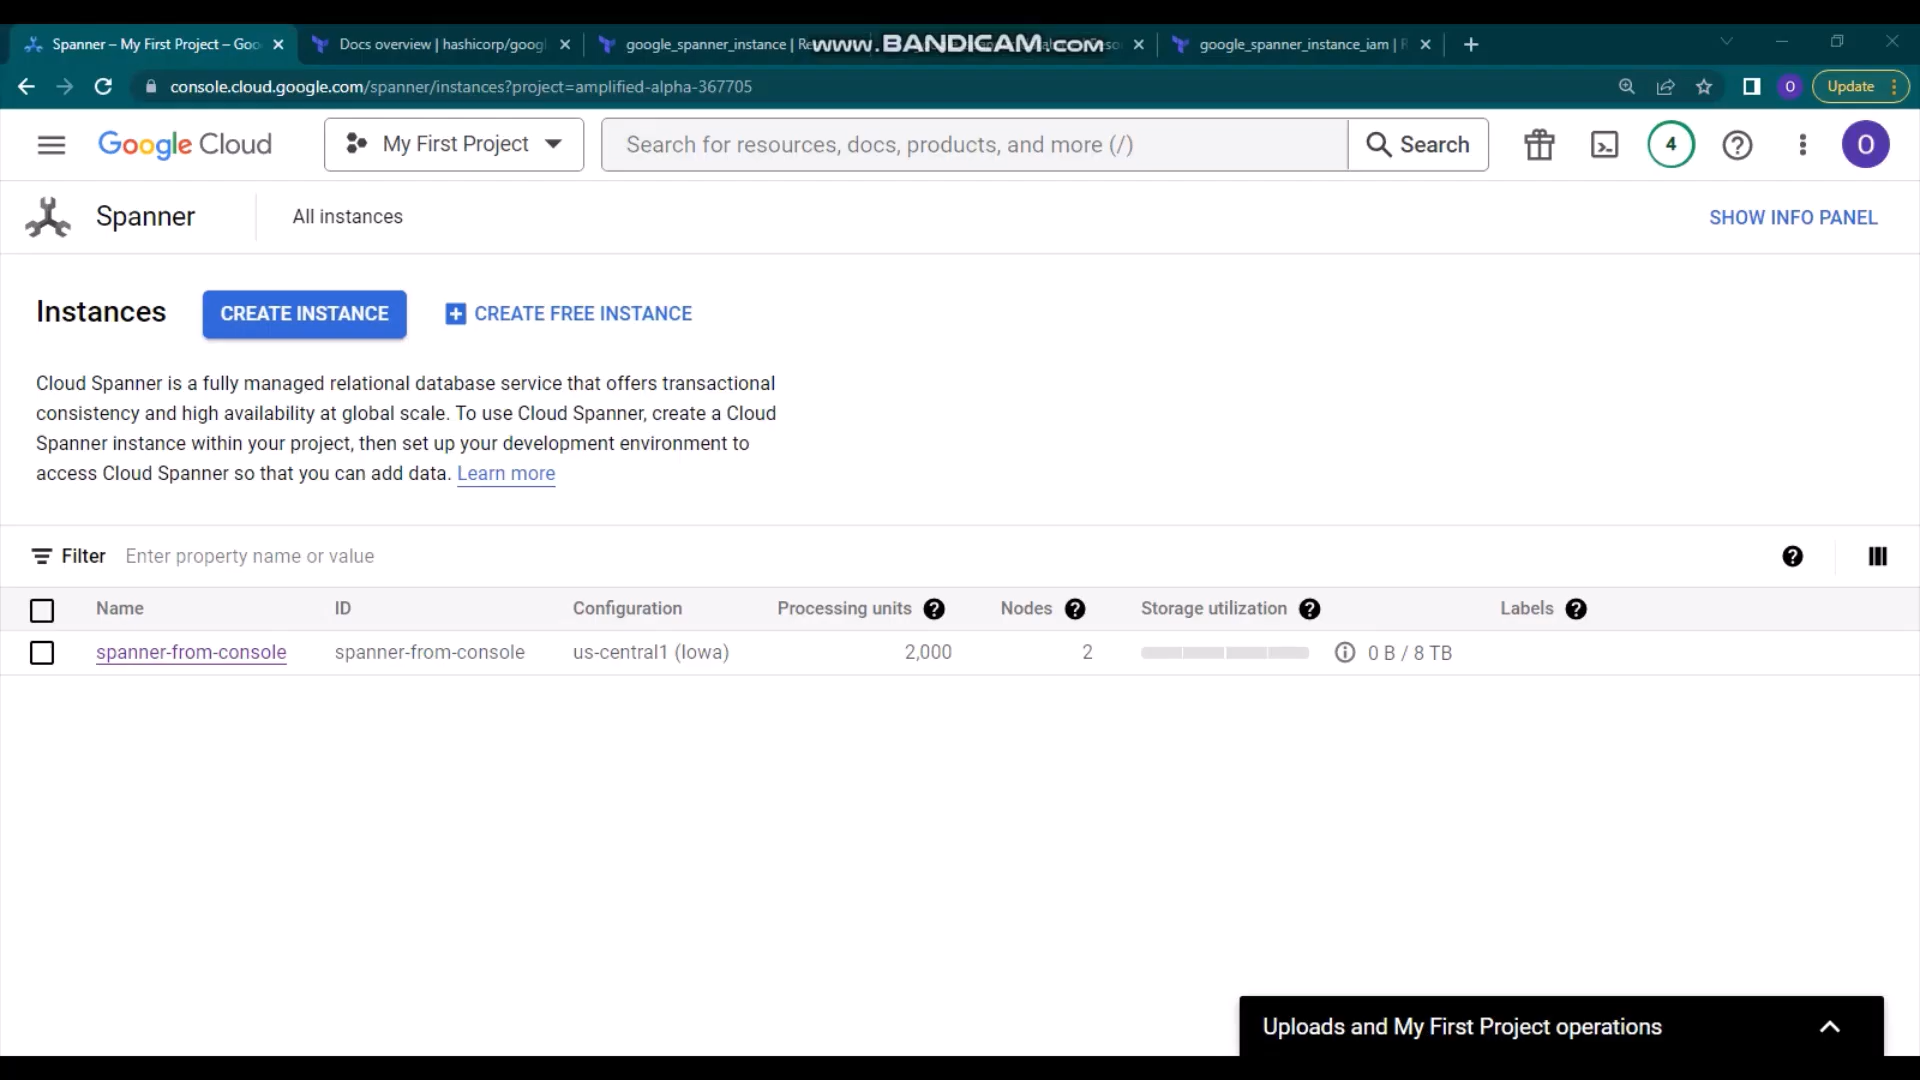 Spanner – My First Project – Goo
Docs overview | hashicorp/googl
google_spanner_instance | Re
www.BANDICAM.com
google_spanner_instance_iam | R
console.cloud.google.com/spanner/instances?project=amplified-alpha-367705
O
Update
Google Cloud
My First Project
Search for resources, docs, products, and more (/)
Search
4
O
Spanner
All instances
SHOW INFO PANEL
Instances
CREATE INSTANCE
CREATE FREE INSTANCE
Cloud Spanner is a fully managed relational database service that offers transactional
consistency and high availability at global scale. To use Cloud Spanner, create a Cloud
Spanner instance within your project, then set up your development environment to
access Cloud Spanner so that you can add data. Learn more
Filter Enter property name or value
Name ID Configuration Processing units Nodes Storage utilization Labels
spanner-from-console spanner-from-console us-central1 (Iowa) 2,000 2 0 B / 8 TB
Uploads and My First Project operations